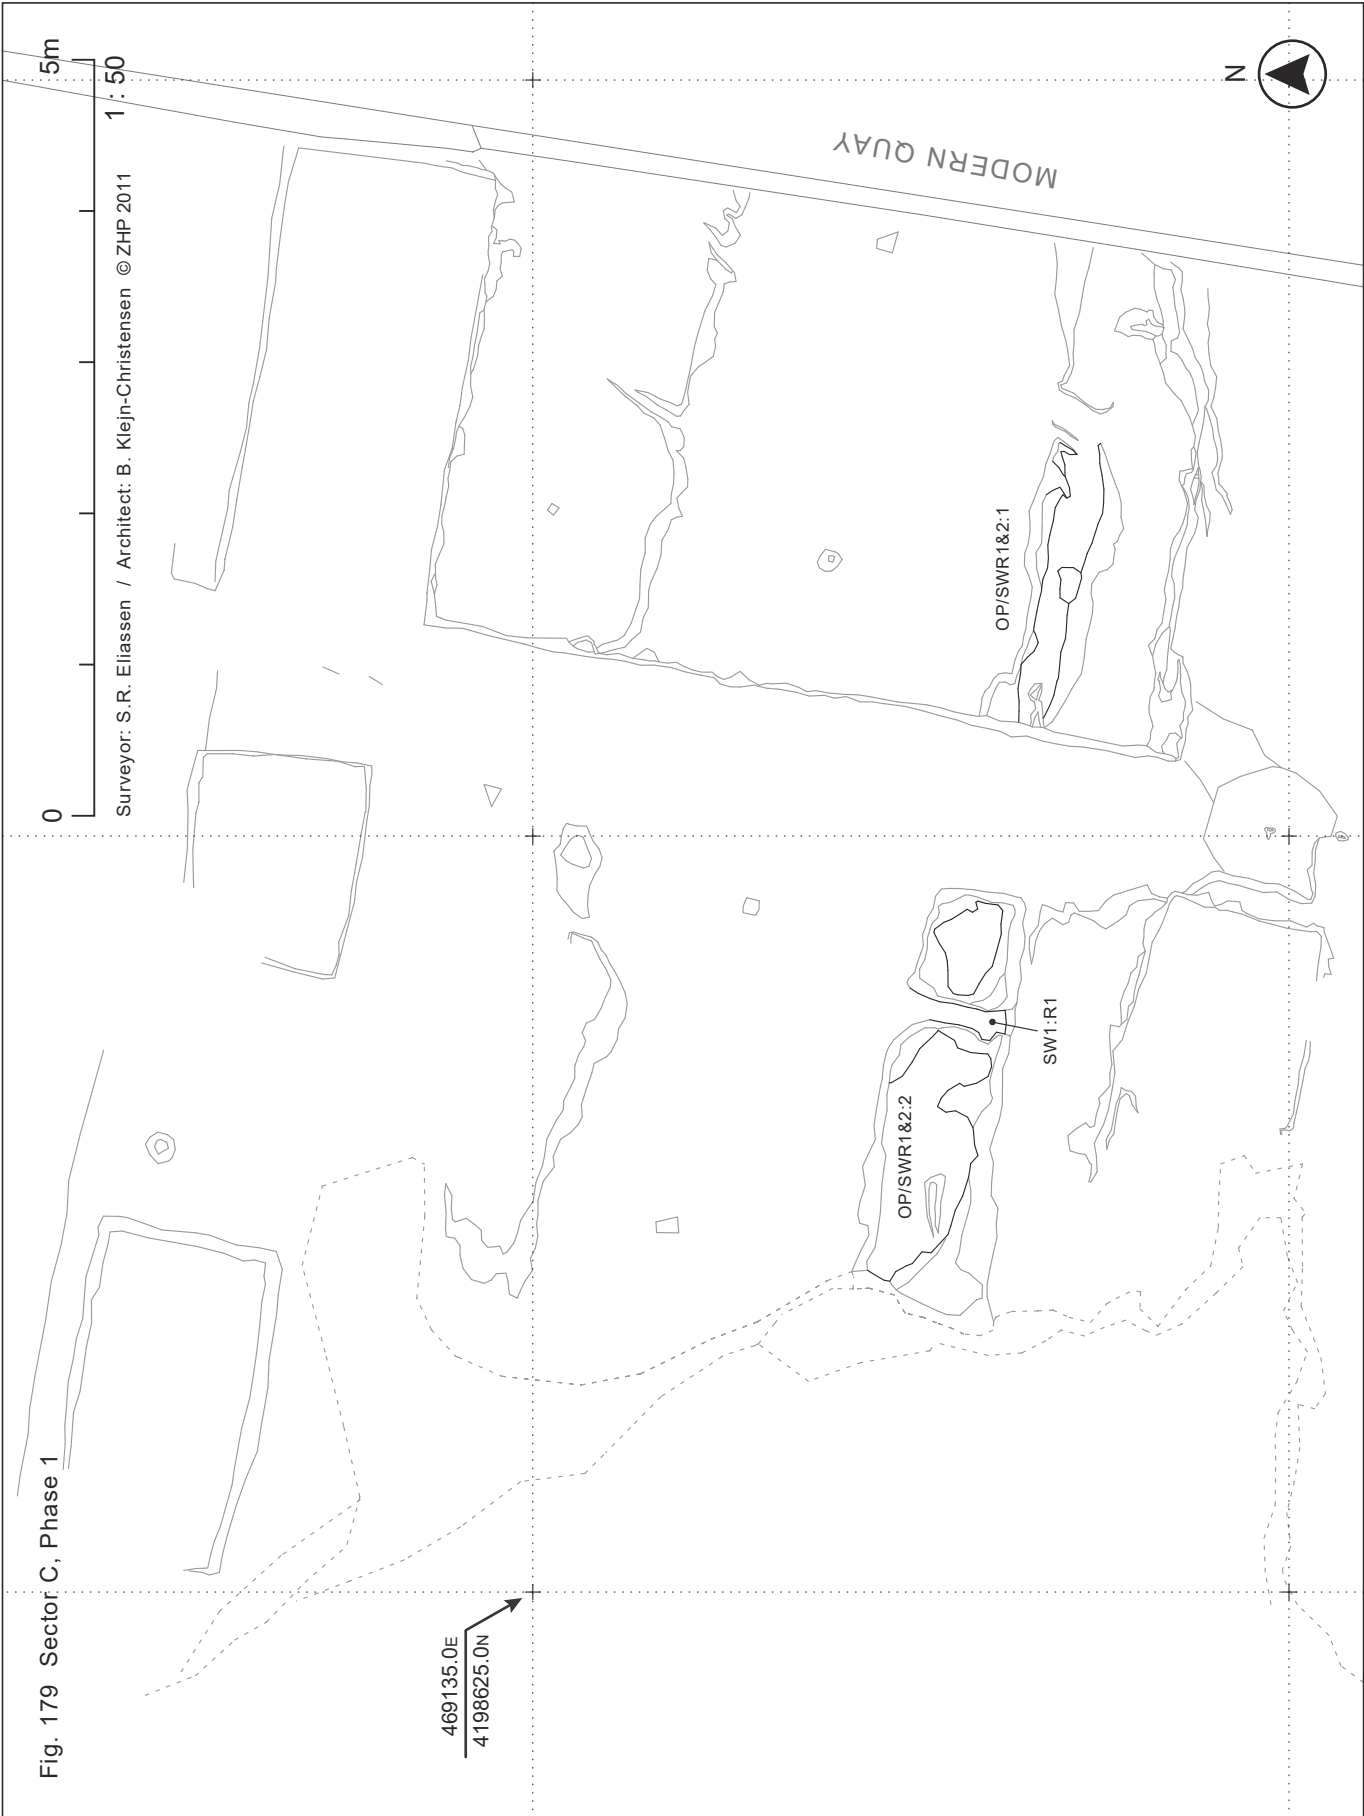 Fig. 179 Sector C, Phase 1
0
5m
1 : 50
Surveyor: S.R. Eliassen / Architect: B. Klejn-Christensen © ZHP 2011
469135.0E
4198625.0N
MODERN QUAY
OP/SWR1&2:1
OP/SWR1&2:2
SW1:R1
N